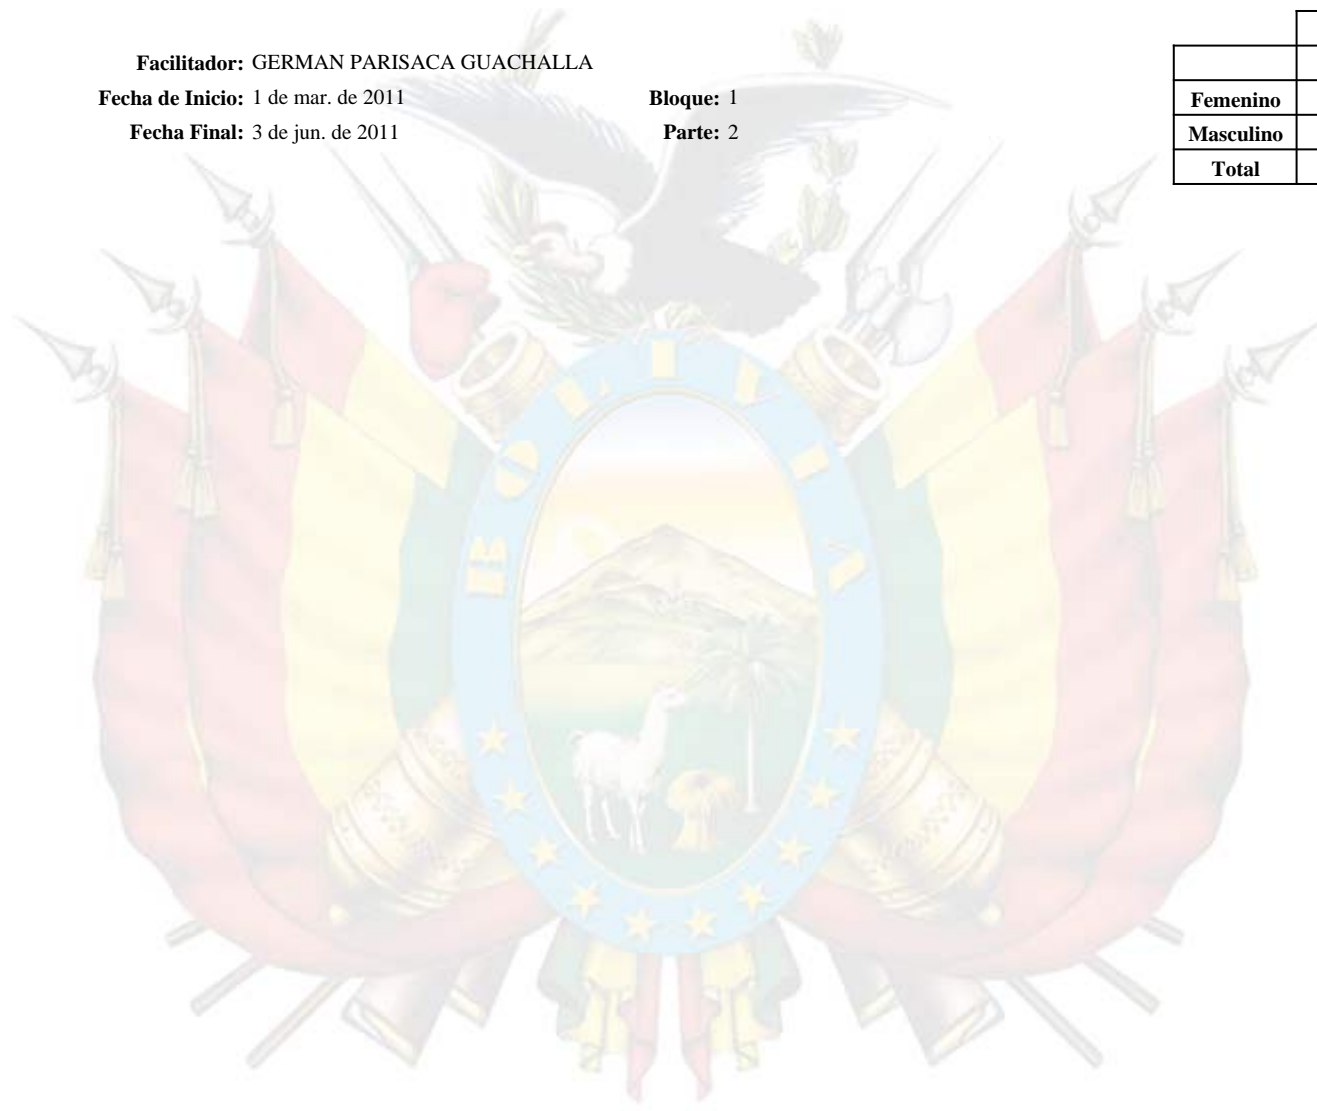 Facilitador: GERMAN PARISACA GUACHALLA
Fecha de Inicio: 1 de mar. de 2011 Bloque: 1
Fecha Final: 3 de jun. de 2011 Parte: 2
Femenino
Masculino
Total
BOLIVIA